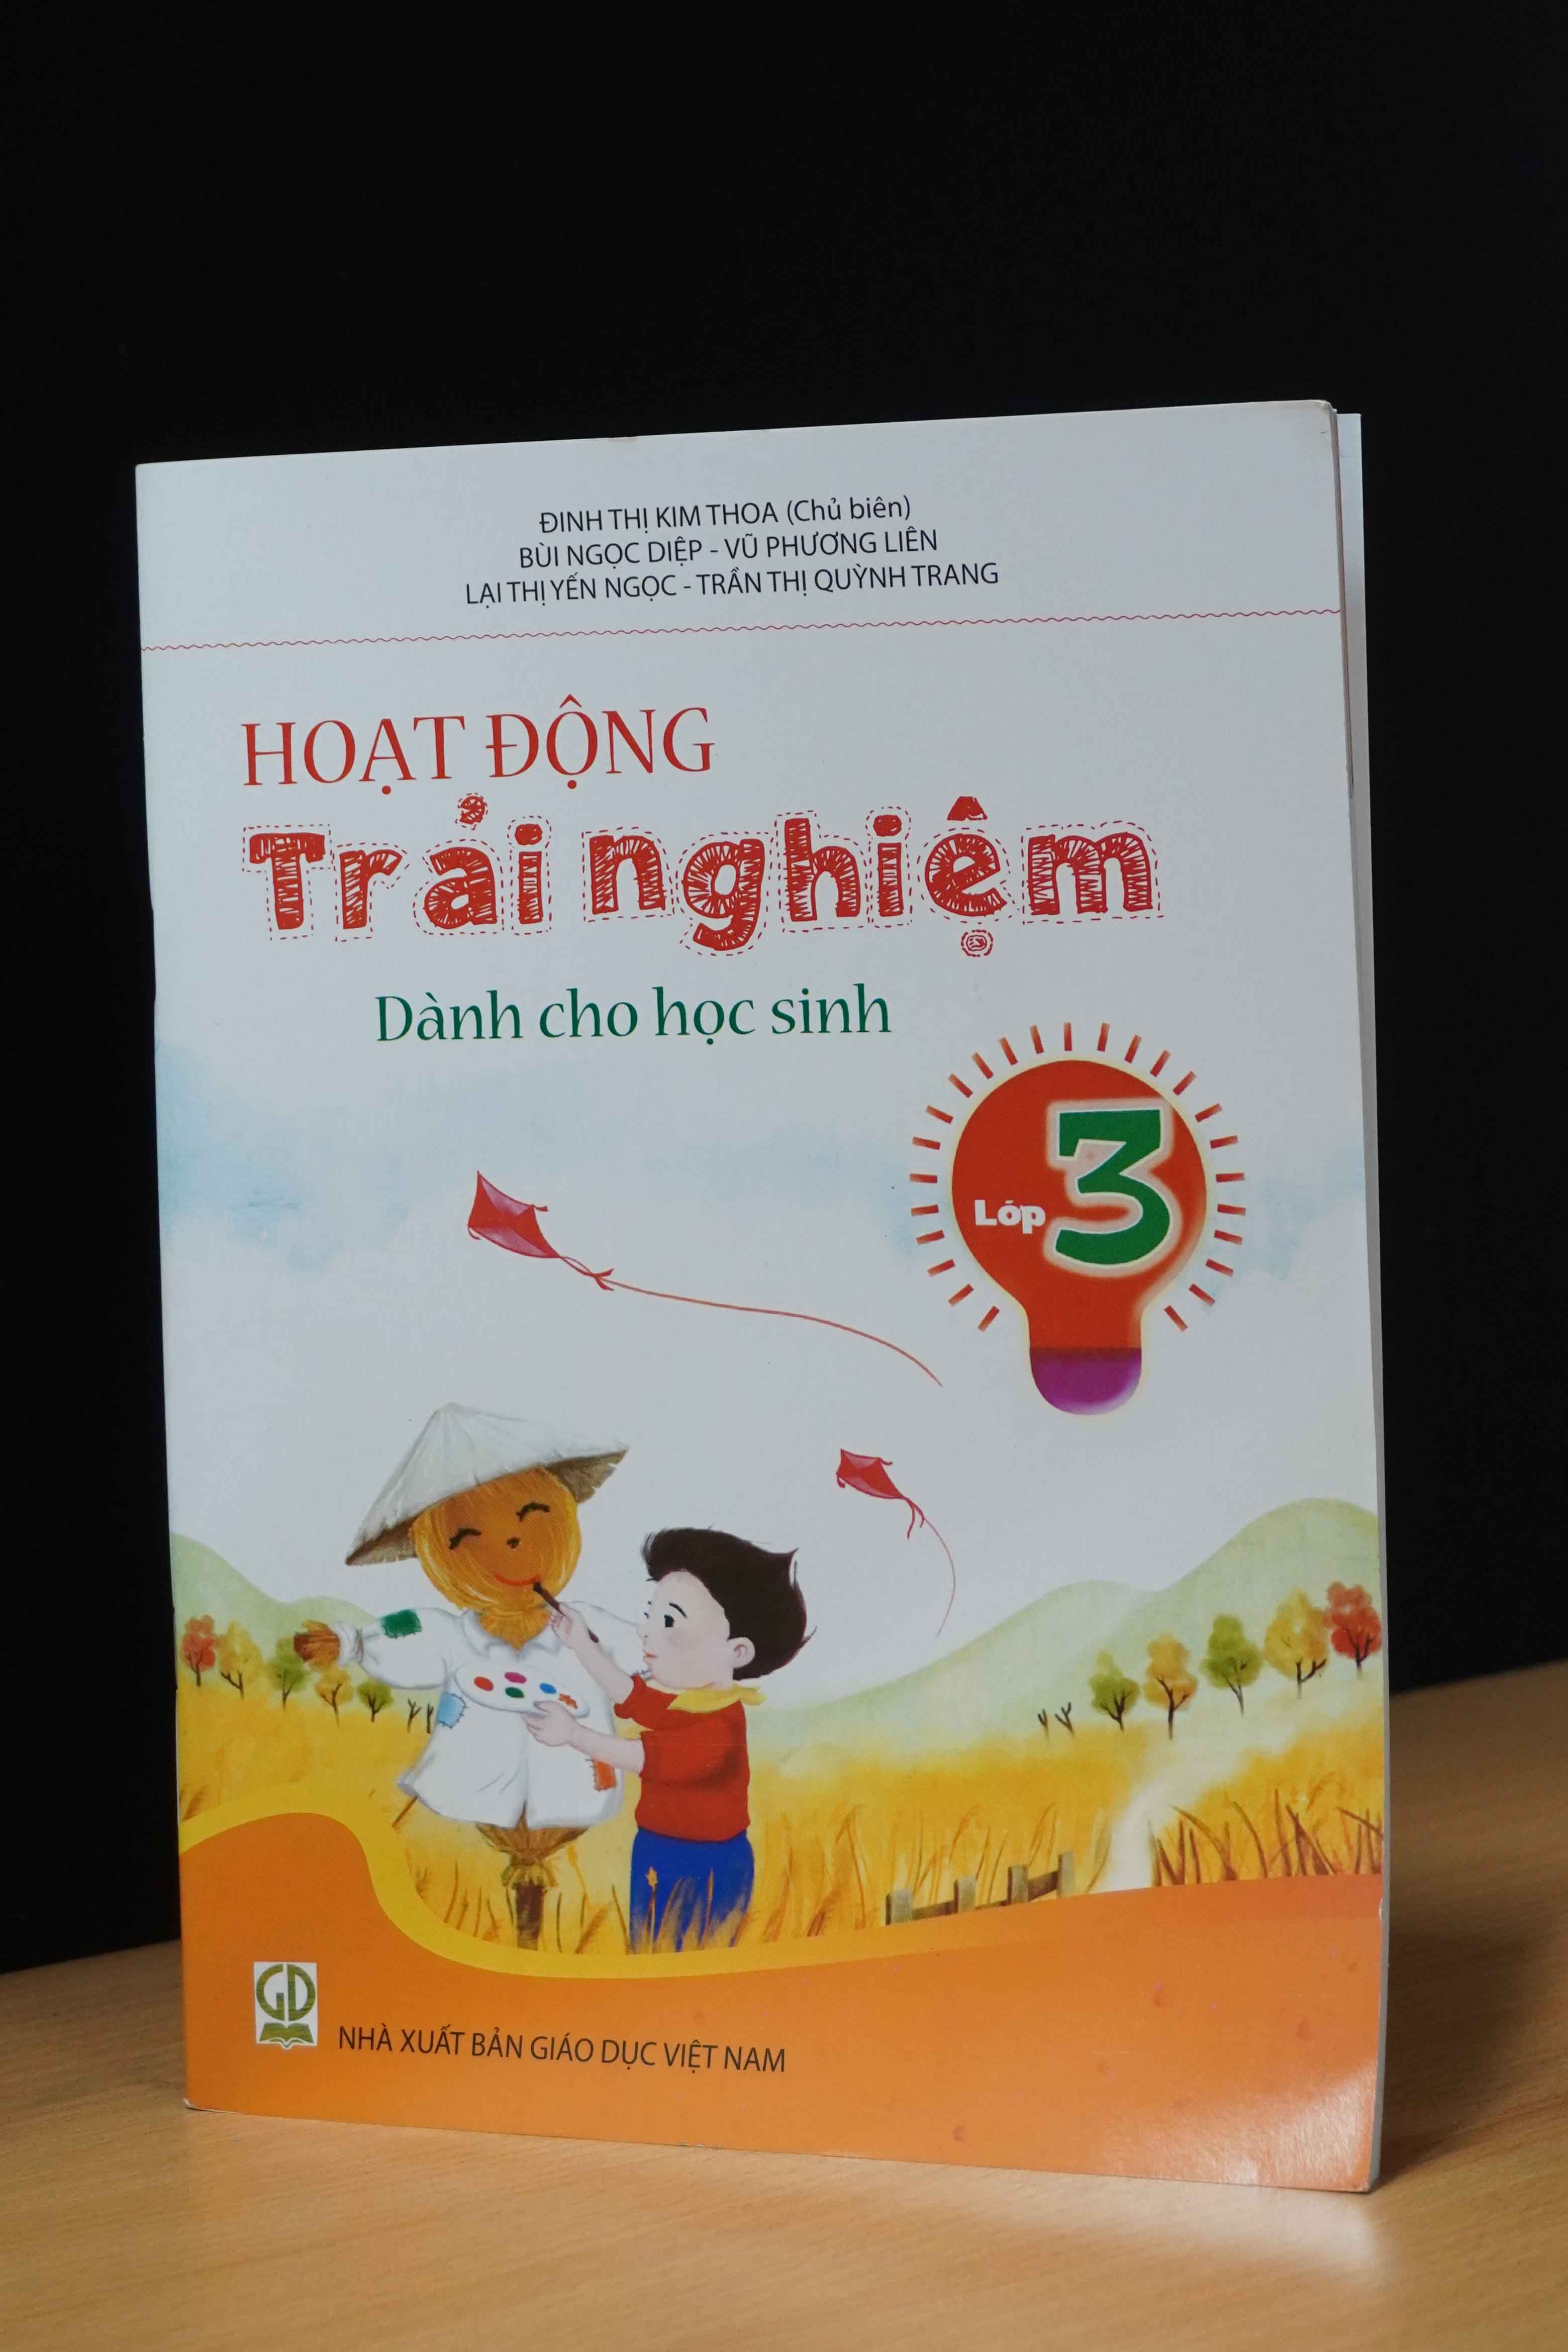 ĐINH THỊ KIM THOA (Chủ biên)
BÙI NGỌC DIỆP - VŨ PHƯƠNG LIÊN
LẠI THỊ YẾN NGỌC - TRẦN THỊ QUỲNH TRANG
HOẠT ĐỘNG
Trải nghiệm
Dành cho học sinh
Lớp 3
GD
NHÀ XUẤT BẢN GIÁO DỤC VIỆT NAM